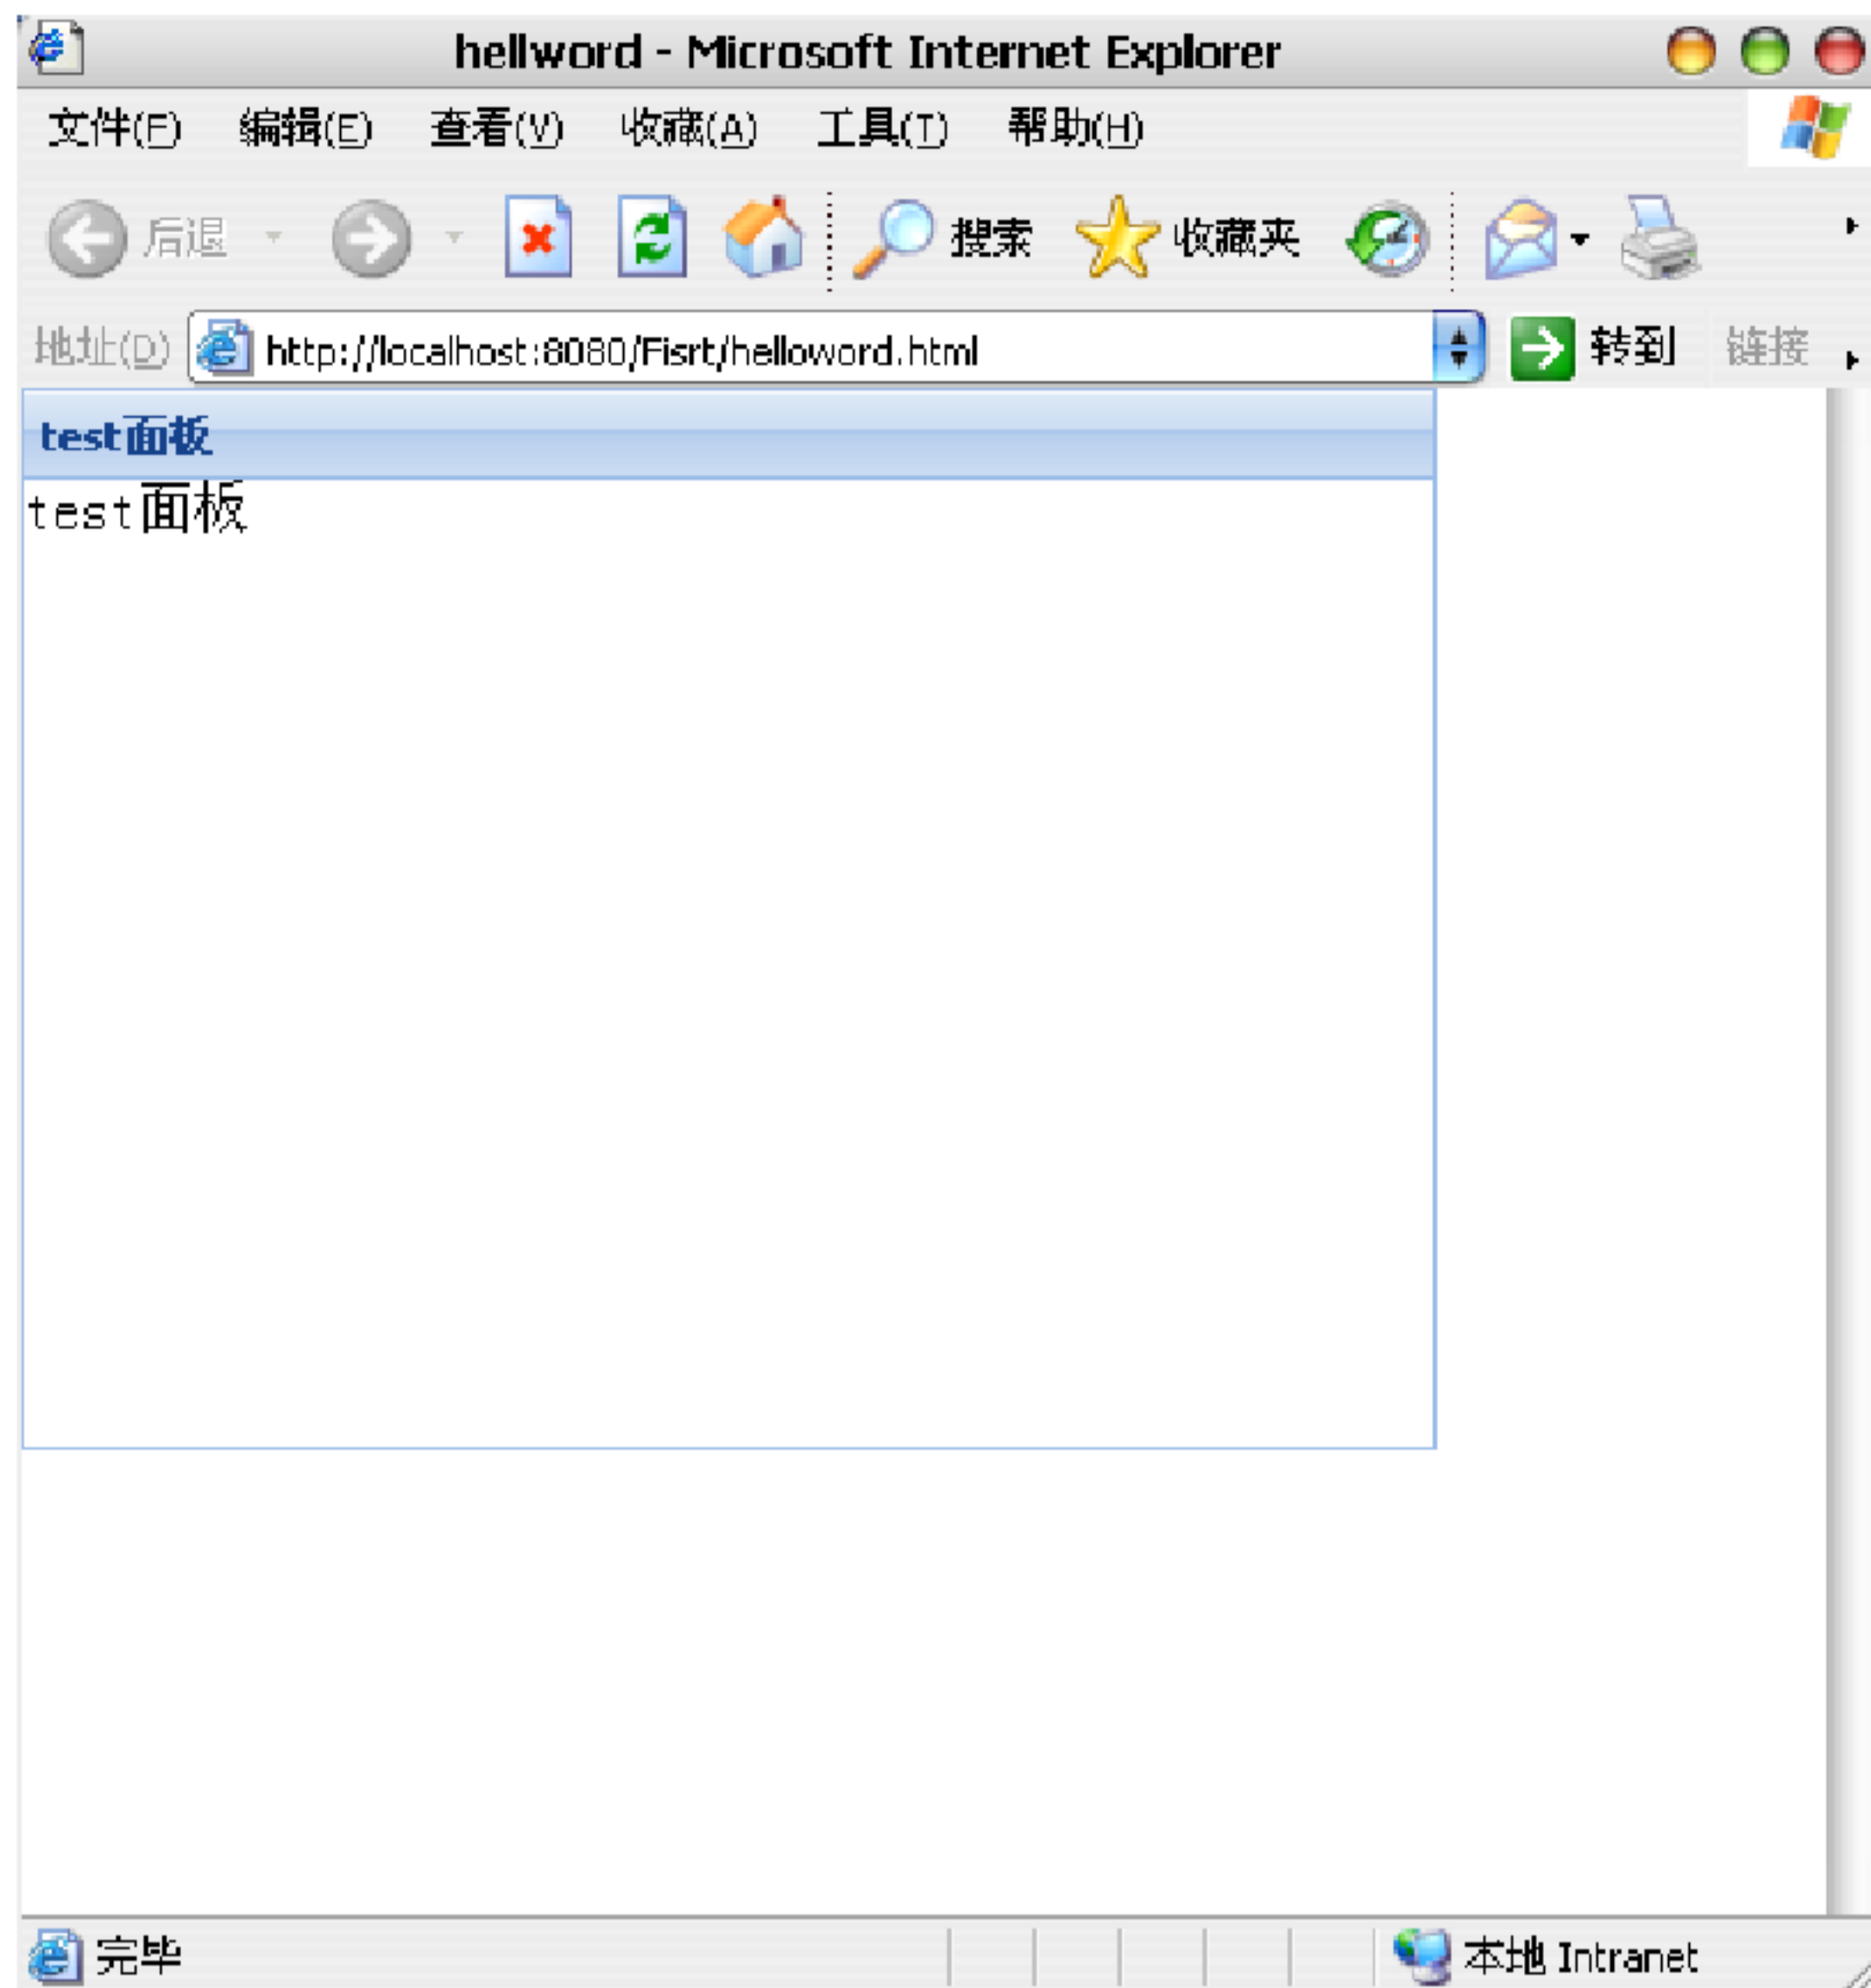 hellword - Microsoft Internet Explorer
文件(F) 编辑(E) 查看(V) 收藏(A) 工具(T) 帮助(H)
后退 搜索 收藏夹
地址(D) http://localhost:8080/Fisrt/helloword.html 转到 链接
test面板
test面板
完毕 本地 Intranet